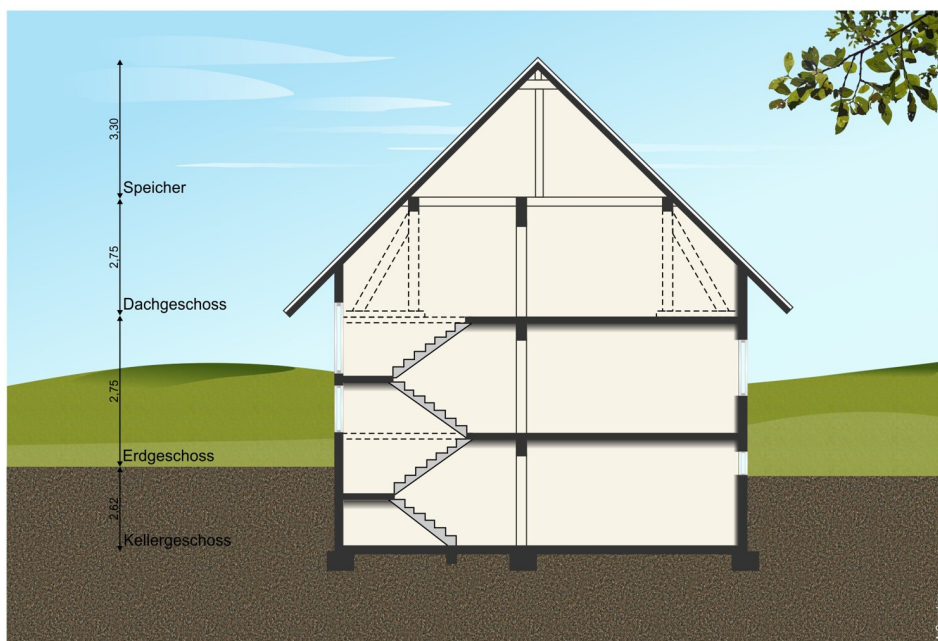 3,30
Speicher
2,75
Dachgeschoss
2,75
Erdgeschoss
2,62
Kellergeschoss